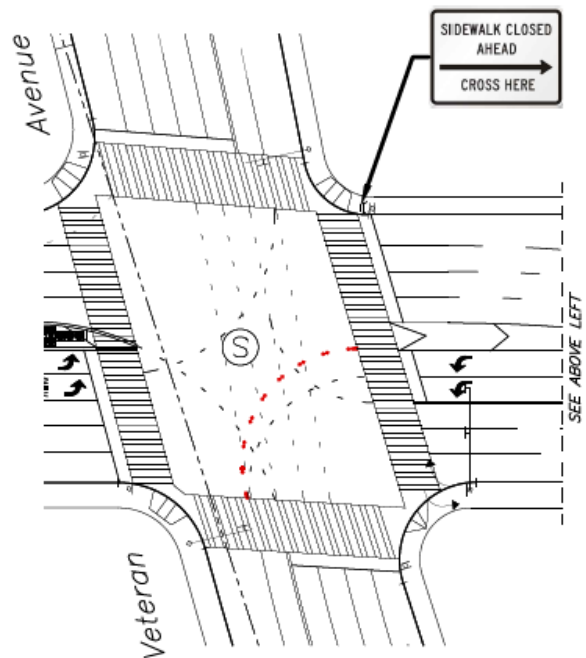 SIDEWALK CLOSED
AHEAD
CROSS HERE
Avenue
S
SEE ABOVE LEFT
Veteran